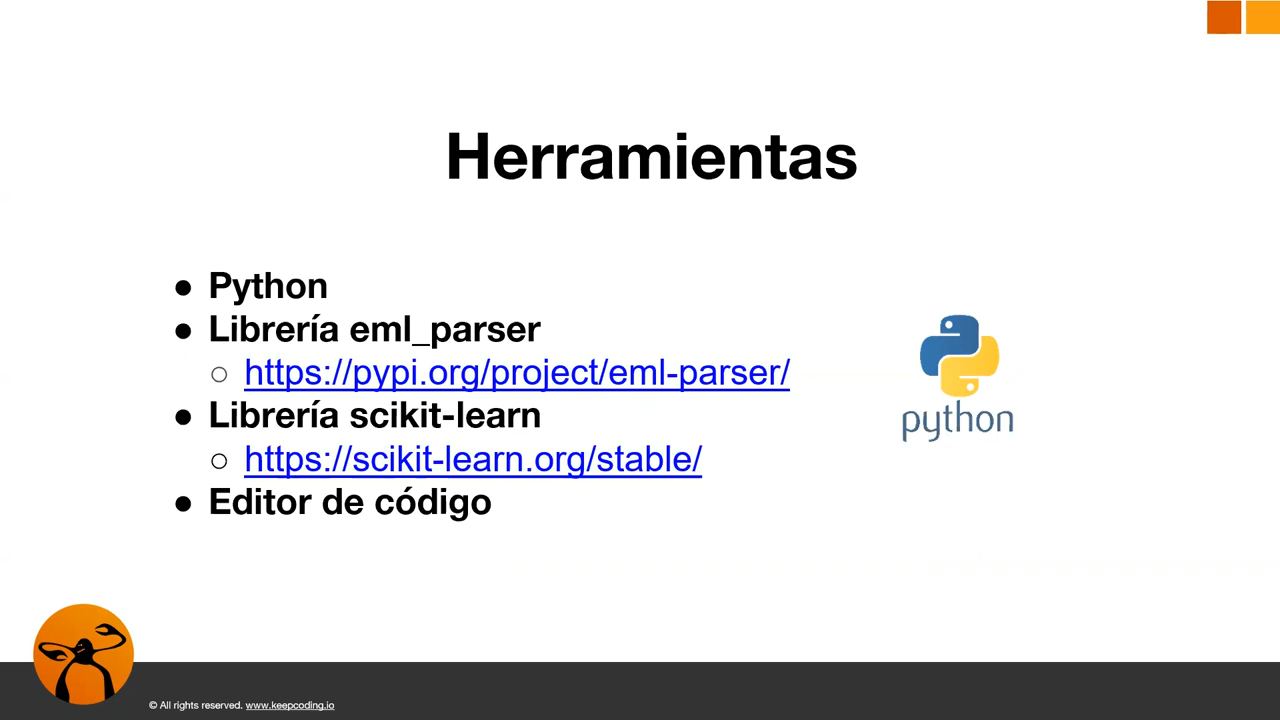 Herramientas
● Python
● Librería eml_parser
○ https://pypi.org/project/eml-parser/
● Librería scikit-learn
○ https://scikit-learn.org/stable/
● Editor de código
python
© All rights reserved. www.keepcoding.io